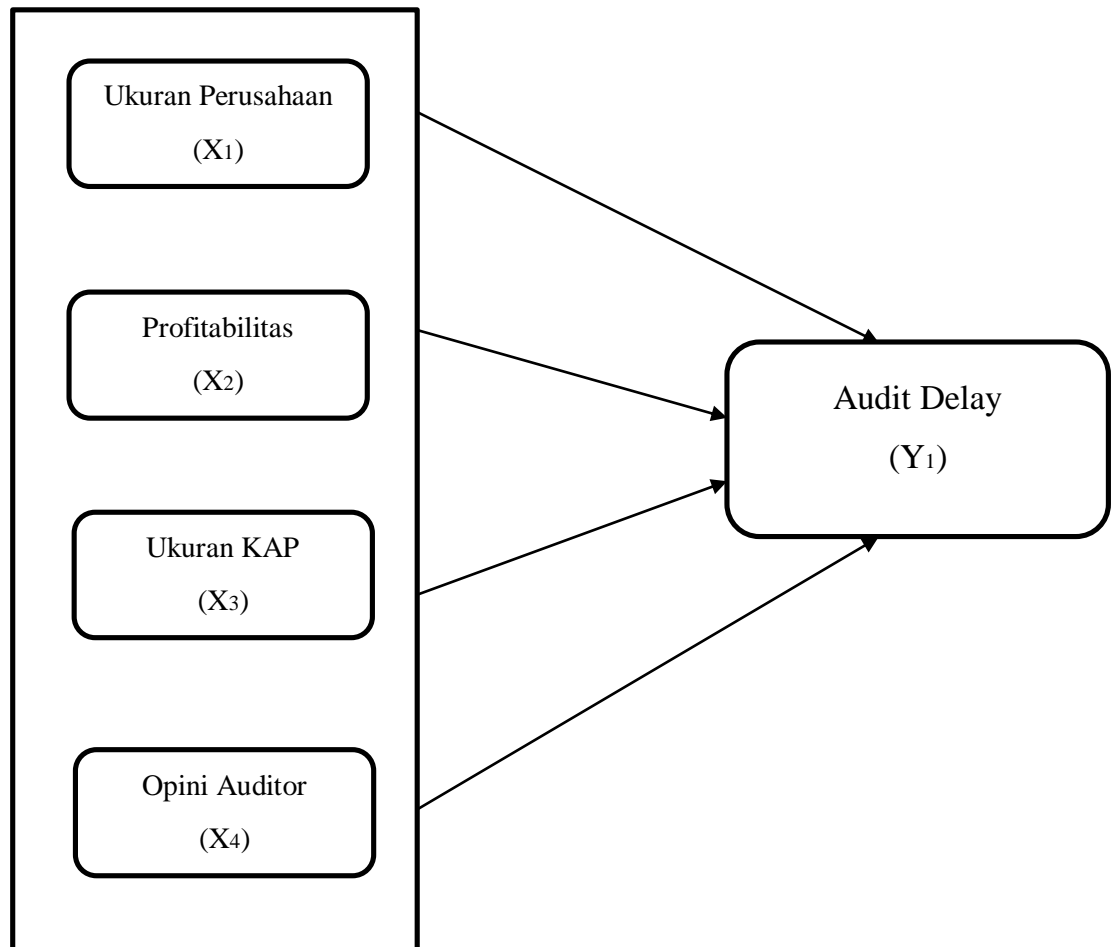 Ukuran Perusahaan
(X1)
Profitabilitas
(X2)
Ukuran KAP
(X3)
Opini Auditor
(X4)
Audit Delay
(Y1)